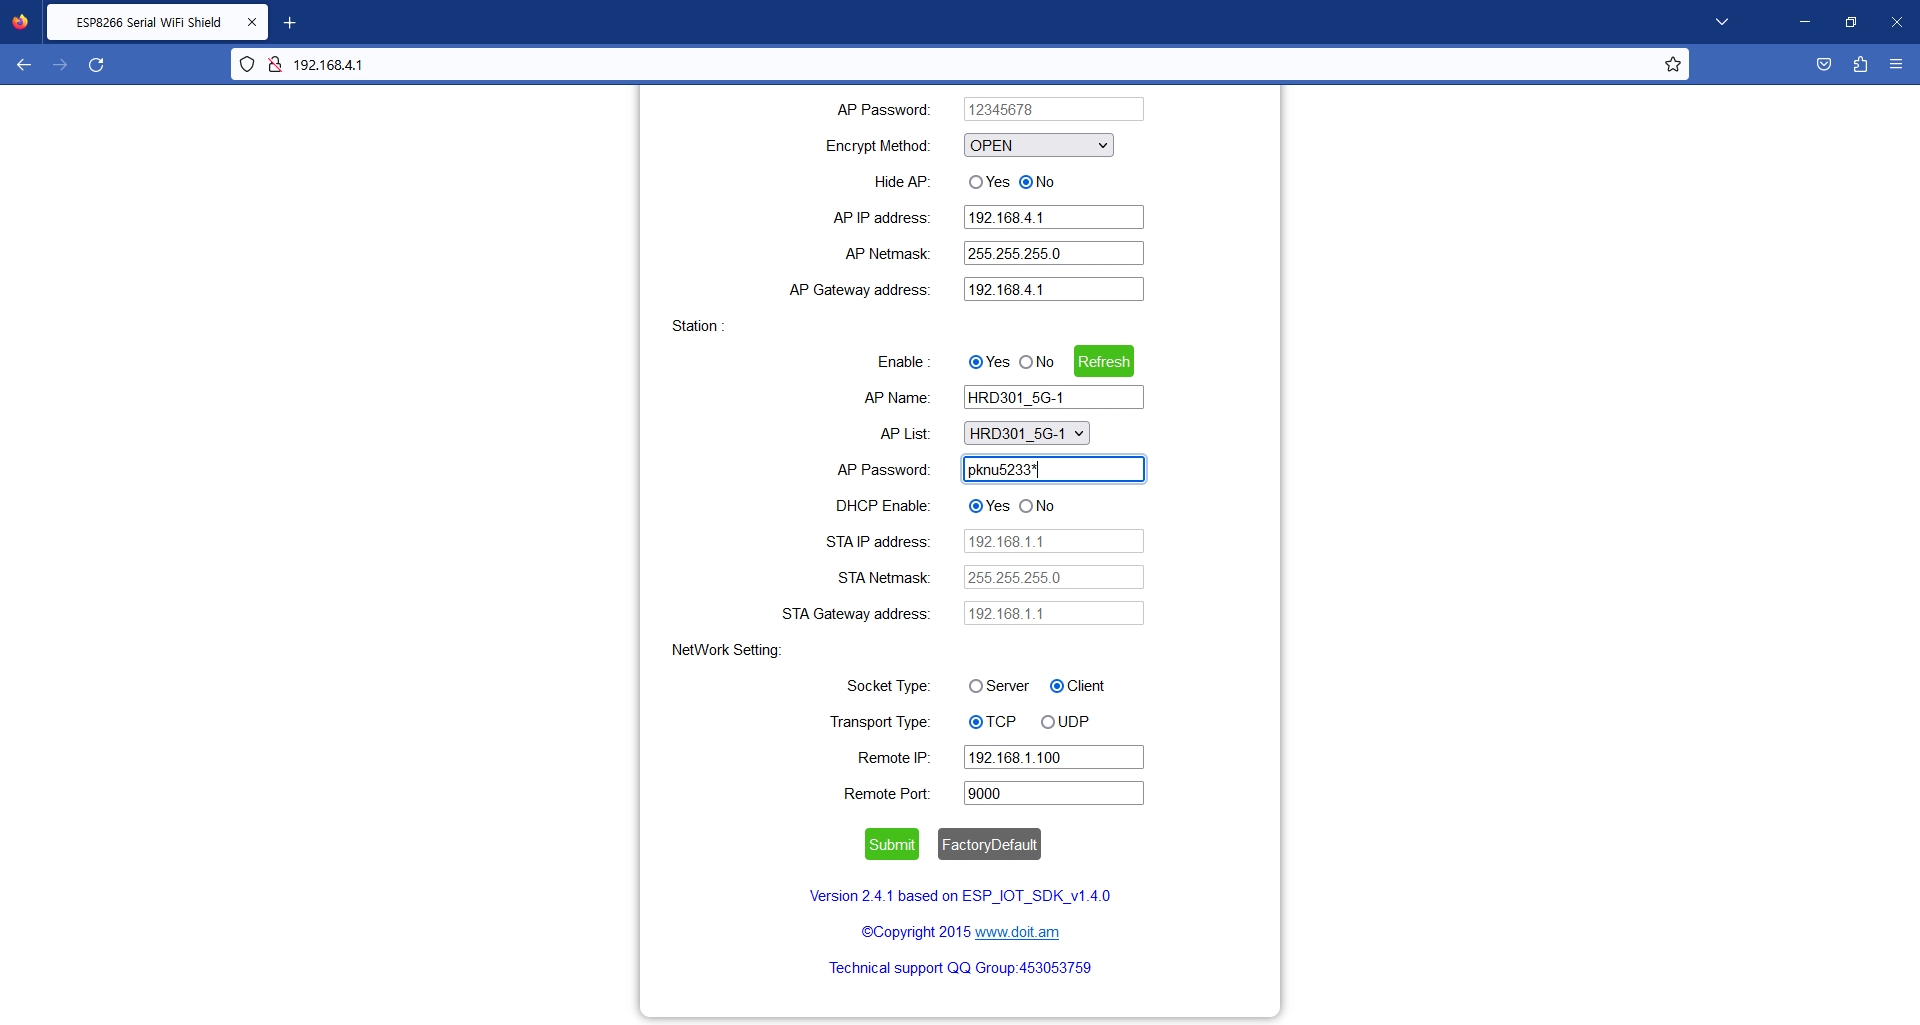 ESP8266 Serial WiFi Shield
192.168.4.1
AP Password: 12345678
Encrypt Method: OPEN
Hide AP: Yes No
AP IP address: 192.168.4.1
AP Netmask: 255.255.255.0
AP Gateway address: 192.168.4.1
Station :
Enable : Yes No Refresh
AP Name: HRD301_5G-1
AP List: HRD301_5G-1
AP Password: pknu5233*
DHCP Enable: Yes No
STA IP address: 192.168.1.1
STA Netmask: 255.255.255.0
STA Gateway address: 192.168.1.1
NetWork Setting:
Socket Type: Server Client
Transport Type: TCP UDP
Remote IP: 192.168.1.100
Remote Port: 9000
Submit FactoryDefault
Version 2.4.1 based on ESP_IOT_SDK_v1.4.0
©Copyright 2015 www.doit.am
Technical support QQ Group:453053759